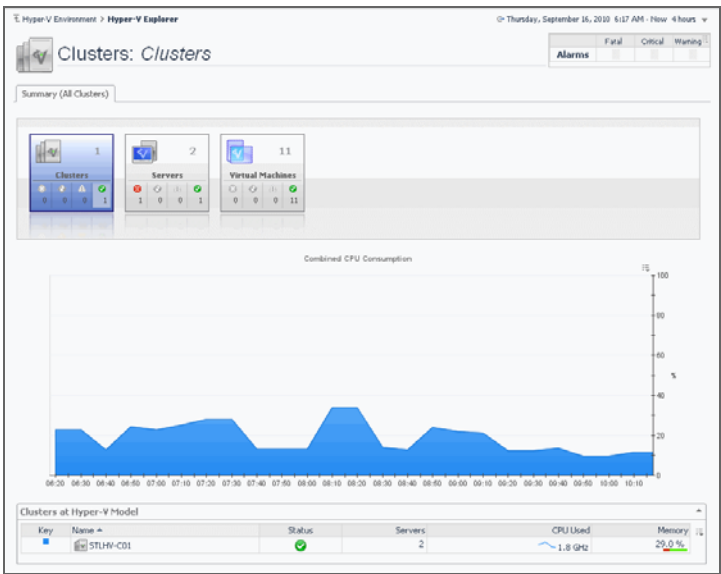 Hyper-V Environment > Hyper-V Explorer
Thursday, September 16, 2010 6:17 AM - Now 4 hours
Clusters: Clusters
Fatal Critical Warning
Alarms
Summary (All Clusters)
1 2 11
Clusters Servers Virtual Machines
0 0 0 1 1 0 0 1 0 0 0 11
Combined CPU Consumption
100
80
60
%
40
20
0
06:20 06:30 06:40 06:50 07:00 07:10 07:20 07:30 07:40 07:50 08:00 08:10 08:20 08:30 08:40 08:50 09:00 09:10 09:20 09:30 09:40 09:50 10:00 10:10
Clusters at Hyper-V Model
Key Name Status Servers CPU Used Memory
STLHV-C01 2 1.8 GHz 29.0 %